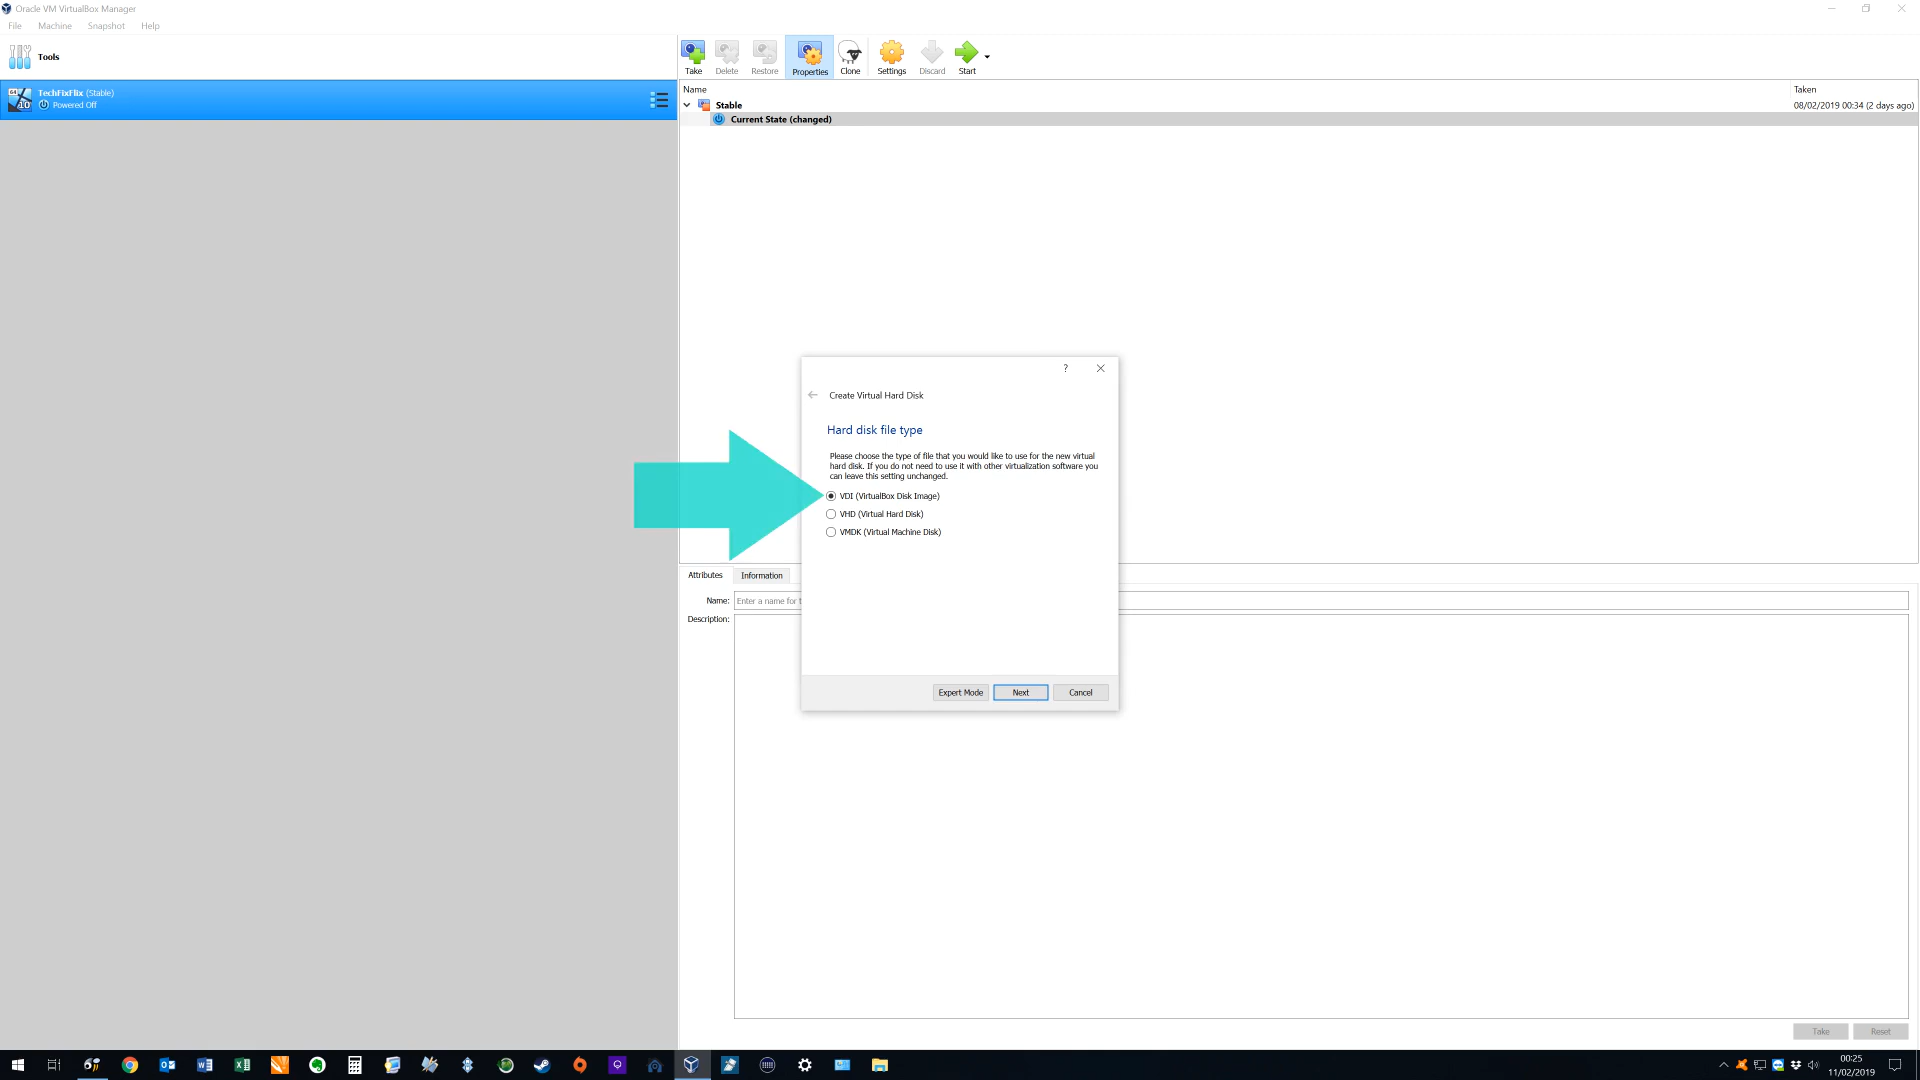 Oracle VM VirtualBox Manager
File Machine Snapshot Help
Tools
TechFixFlix (Stable)
Powered Off
Take Delete Restore Properties Clone Settings Discard Start
Name Taken
Stable 08/02/2019 00:34 (2 days ago)
Current State (changed)
?
Create Virtual Hard Disk
Hard disk file type
Please choose the type of file that you would like to use for the new virtual
hard disk. If you do not need to use it with other virtualization software you
can leave this setting unchanged.
VDI (VirtualBox Disk Image)
VHD (Virtual Hard Disk)
VMDK (Virtual Machine Disk)
Expert Mode Next Cancel
Attributes Information
Name: Enter a name for
Description:
Take Reset
00:25
11/02/2019